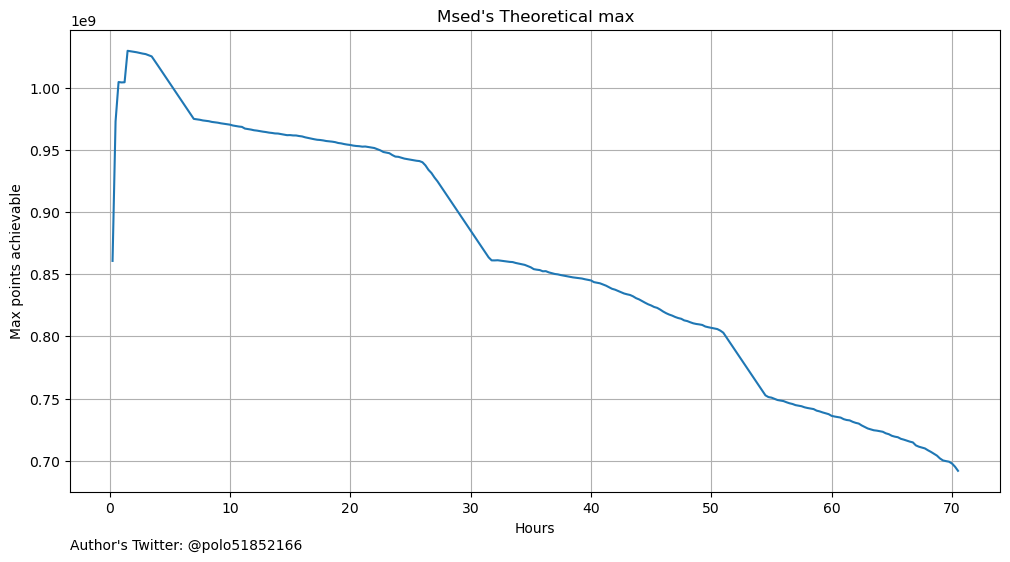 Msed's Theoretical max
1e9
1.00
0.95
0.90
0.85
0.80
0.75
0.70
Max points achievable
0 10 20 30 40 50 60 70
Hours
Author's Twitter: @polo51852166